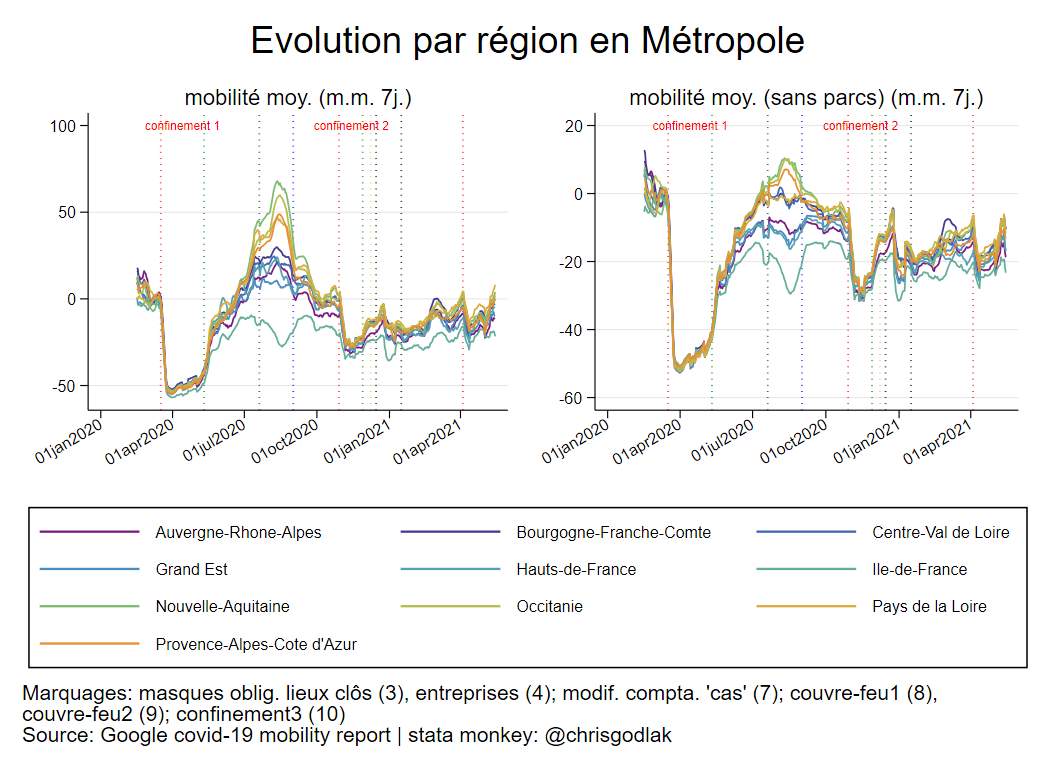 Evolution par région en Métropole
mobilité moy. (m.m. 7j.)
mobilité moy. (sans parcs) (m.m. 7j.)
100
50
0
-50
confinement 1
confinement 2
01jan2020
01apr2020
01jul2020
01oct2020
01jan2021
01apr2021
20
0
-20
-40
-60
confinement 1
confinement 2
01jan2020
01apr2020
01jul2020
01oct2020
01jan2021
01apr2021
Auvergne-Rhone-Alpes
Bourgogne-Franche-Comte
Centre-Val de Loire
Grand Est
Hauts-de-France
Ile-de-France
Nouvelle-Aquitaine
Occitanie
Pays de la Loire
Provence-Alpes-Cote d'Azur
Marquages: masques oblig. lieux clôs (3), entreprises (4); modif. compta. 'cas' (7); couvre-feu1 (8),
couvre-feu2 (9); confinement3 (10)
Source: Google covid-19 mobility report | stata monkey: @chrisgodlak